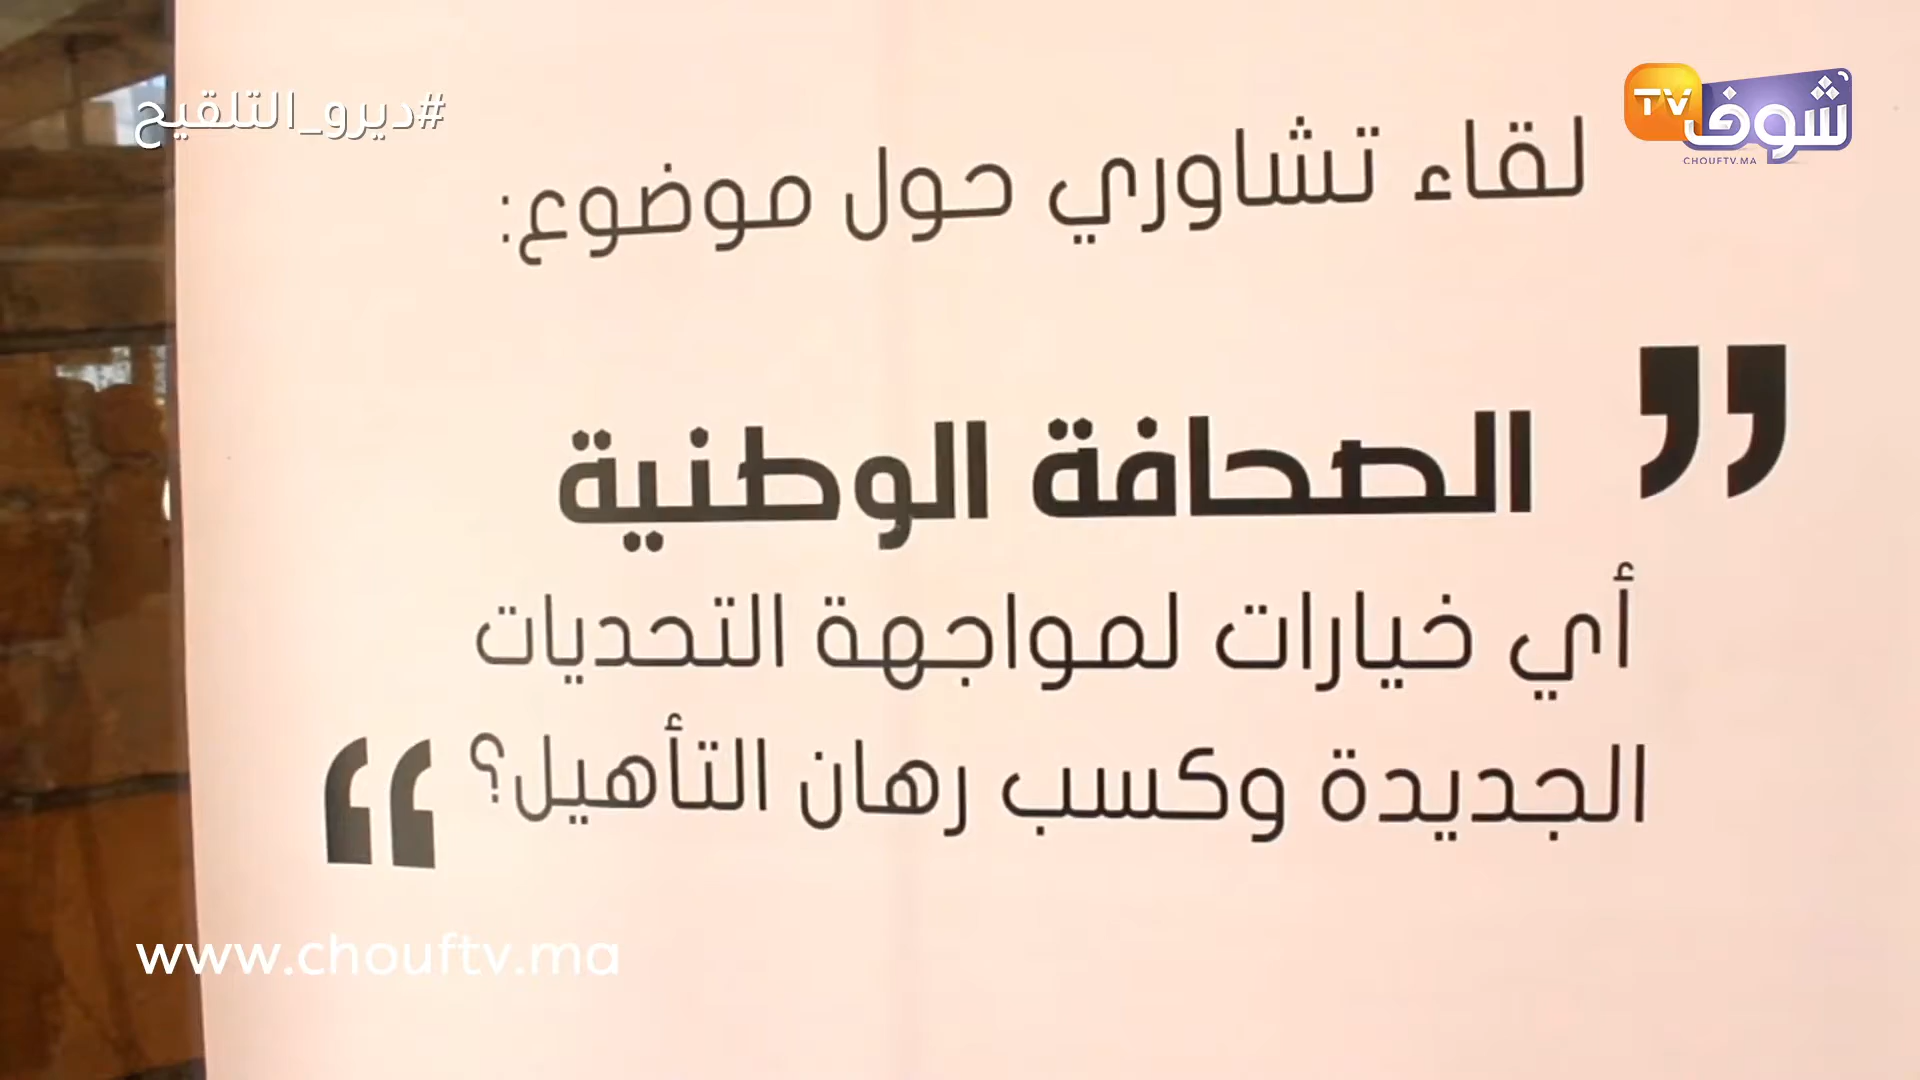 #ديرو_التلقيح
شوف TV
CHOUFTV.MA
لقاء تشاوري حول موضوع:
"الصحافة الوطنية
أي خيارات لمواجهة التحديات
الجديدة وكسب رهان التأهيل؟"
www.chouftv.ma